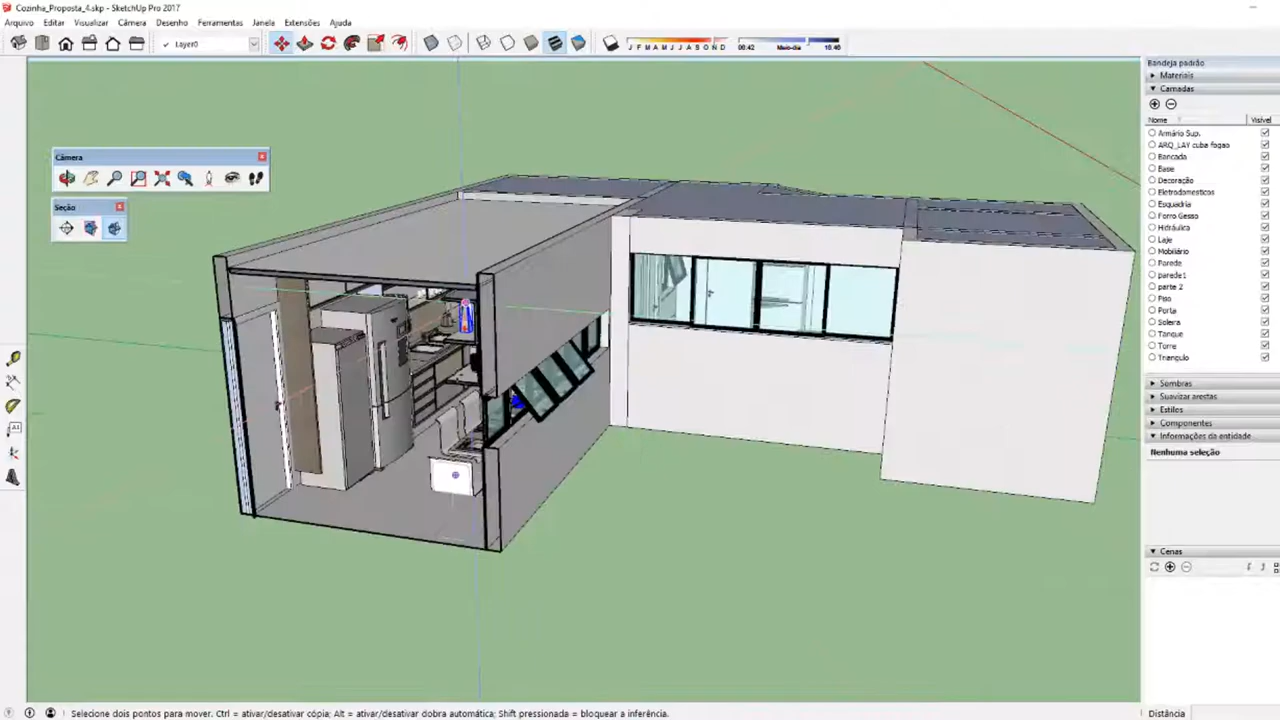 Cozinha_Proposta_4.skp - SketchUp Pro 2017
Arquivo Editar Visualizar Câmera Desenho Ferramentas Janela Extensões Ajuda
Layer0
J F M A M J J A S O N D
06:42 Meio-dia 18:46
Bandeja padrão
Materiais
Camadas
Nome Visível
Armário Sup.
ARQ_LAY cuba fogao
Bancada
Base
Decoração
Eletrodomesticos
Esquadria
Forro Gesso
Hidráulica
Laje
Mobiliário
Parede
parede1
parte 2
Piso
Porta
Soleira
Tanque
Torre
Triangulo
Sombras
Suavizar arestas
Estilos
Componentes
Informações da entidade
Nenhuma seleção
Cenas
Câmera
Seção
Selecione dois pontos para mover. Ctrl = ativar/desativar cópia; Alt = ativar/desativar dobra automática; Shift pressionada = bloquear a inferência.
Distância